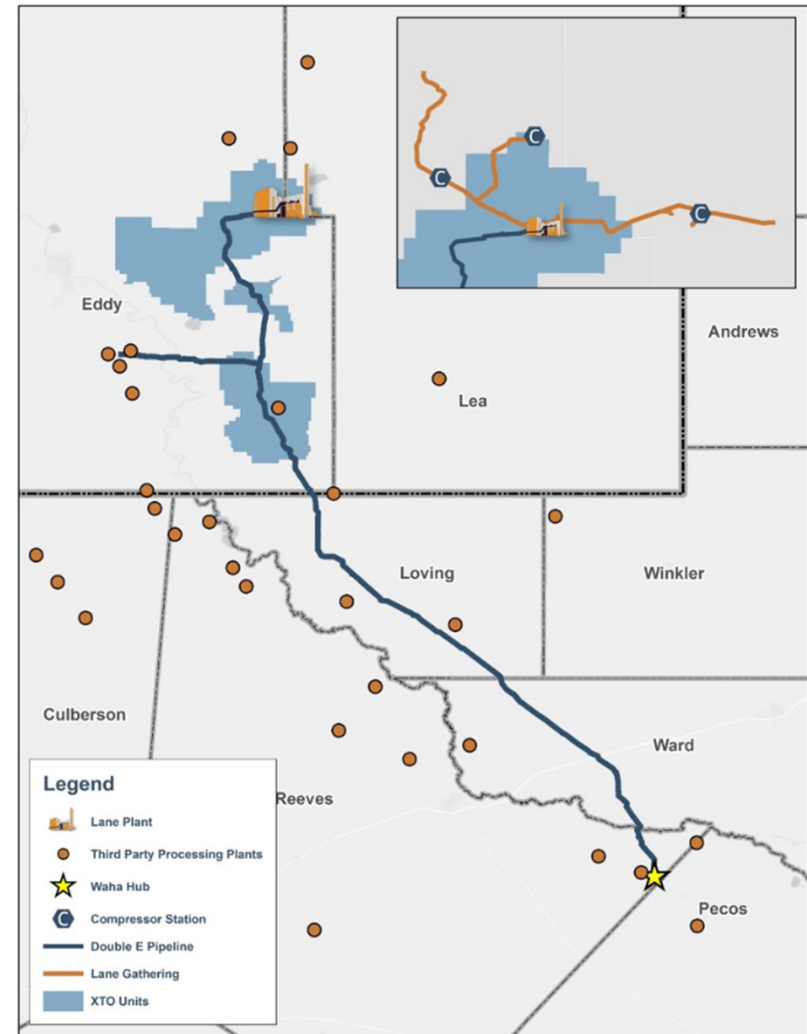 C
C
C
Eddy
Andrews
Lea
Loving
Winkler
Culberson
Ward
Reeves
Pecos
Legend
Lane Plant
Third Party Processing Plants
Waha Hub
C Compressor Station
Double E Pipeline
Lane Gathering
XTO Units